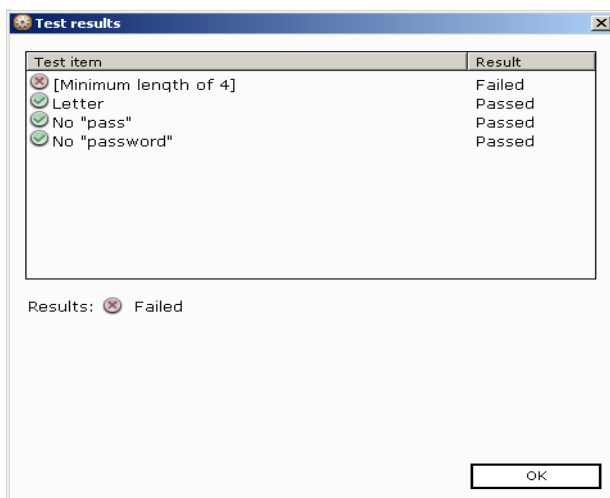 Test results
Test item Result
[Minimum length of 4] Failed
Letter Passed
No "pass" Passed
No "password" Passed
Results: Failed
OK